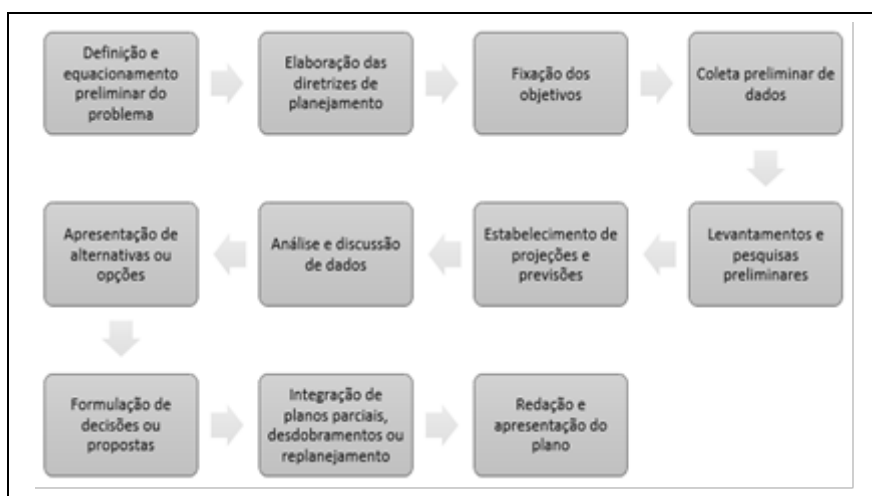 Definição e
equacionamento
preliminar do
problema
Elaboração das
diretrizes de
planejamento
Fixação dos
objetivos
Coleta preliminar de
dados
Levantamentos e
pesquisas
preliminares
Estabelecimento de
projeções e
previsões
Análise e discussão
de dados
Apresentação de
alternativas ou
opções
Formulação de
decisões ou
propostas
Integração de
planos parciais,
desdobramentos ou
replanejamento
Redação e
apresentação do
plano